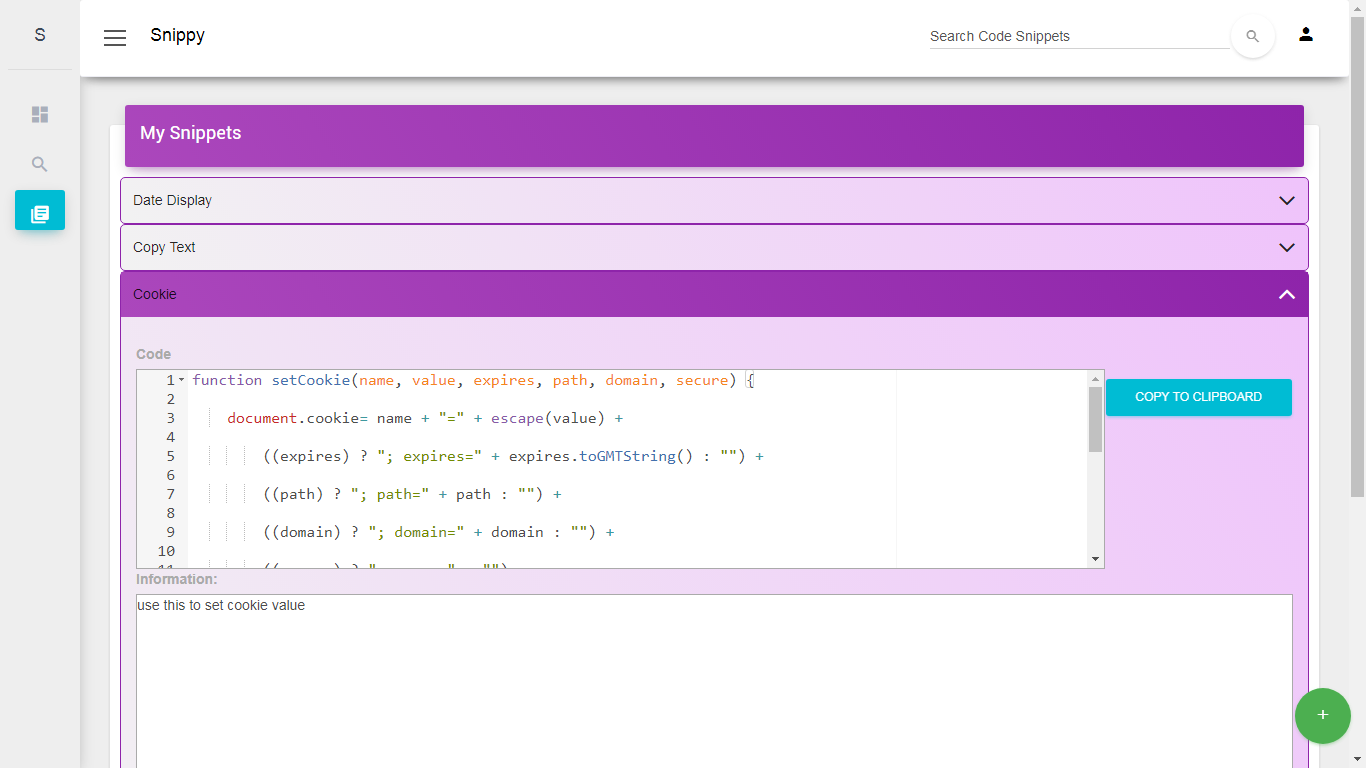 S
Snippy
Search Code Snippets
My Snippets
Date Display
Copy Text
Cookie
Code
1 function setCookie(name, value, expires, path, domain, secure) {
2
3 document.cookie= name + "=" + escape(value) +
4
5 ((expires) ? "; expires=" + expires.toGMTString() : "") +
6
7 ((path) ? "; path=" + path : "") +
8
9 ((domain) ? "; domain=" + domain : "") +
10
COPY TO CLIPBOARD
Information:
use this to set cookie value
+